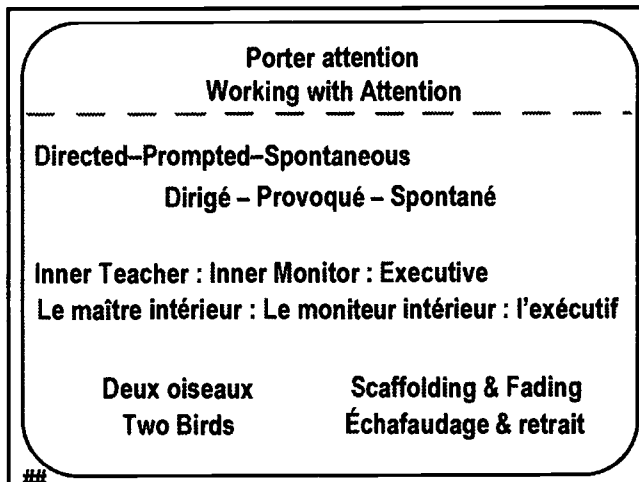 Porter attention
Working with Attention
Directed–Prompted–Spontaneous
Dirigé – Provoqué – Spontané
Inner Teacher : Inner Monitor : Executive
Le maître intérieur : Le moniteur intérieur : l'exécutif
Deux oiseaux
Two Birds
Scaffolding & Fading
Échafaudage & retrait
##